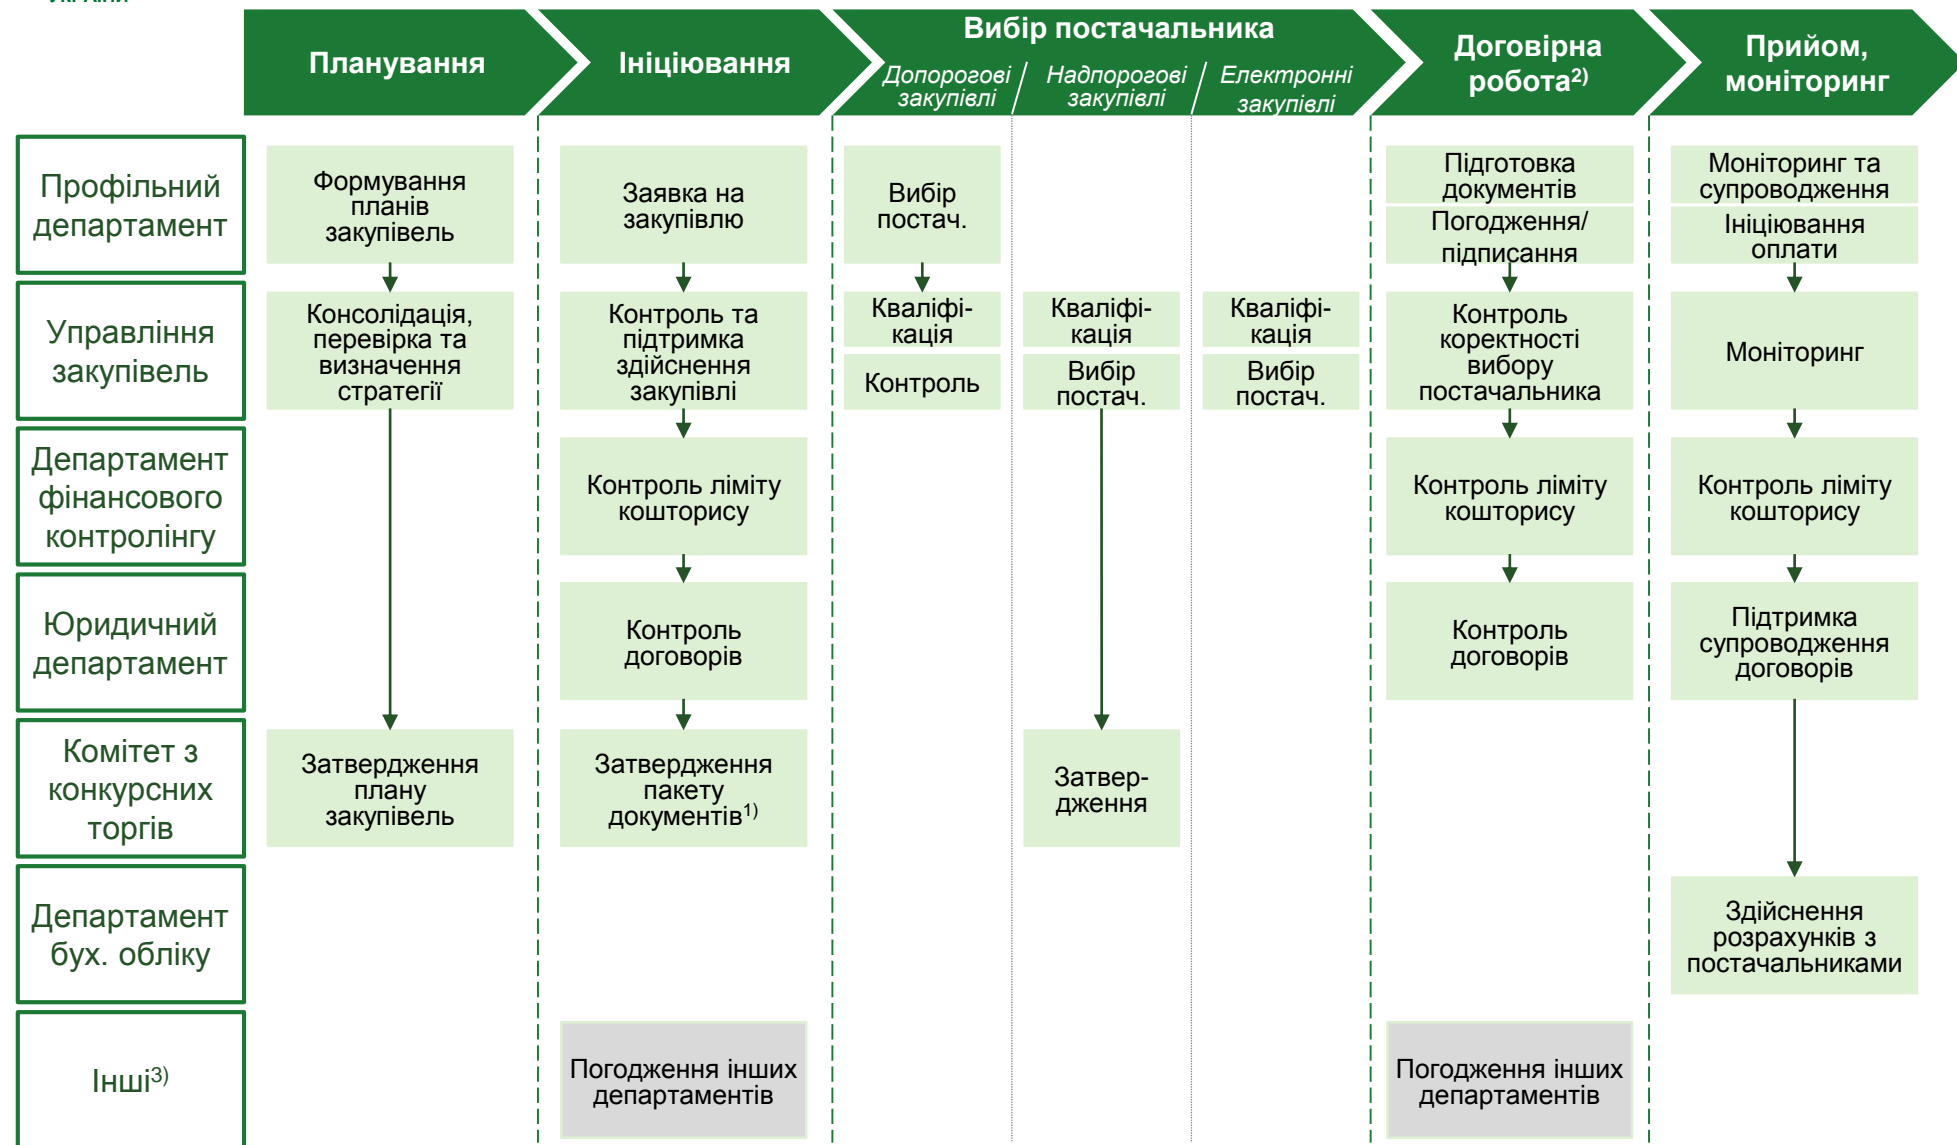 України
Планування
Ініціювання
Вибір постачальника
Допорогові
закупівлі
Надпорогові
закупівлі
Електронні
закупівлі
Договірна
робота2)
Прийом,
моніторинг
Профільний
департамент
Формування
планів
закупівель
Заявка на
закупівлю
Вибір
постач.
Підготовка
документів
Погодження/
підписання
Моніторинг та
супроводження
Ініціювання
оплати
Управління
закупівель
Консолідація,
перевірка та
визначення
стратегії
Контроль та
підтримка
здійснення
закупівлі
Кваліфі-
кація
Контроль
Кваліфі-
кація
Вибір
постач.
Кваліфі-
кація
Вибір
постач.
Контроль
коректності
вибору
постачальника
Моніторинг
Департамент
фінансового
контролінгу
Контроль ліміту
кошторису
Контроль ліміту
кошторису
Контроль ліміту
кошторису
Юридичний
департамент
Контроль
договорів
Контроль
договорів
Підтримка
супроводження
договорів
Комітет з
конкурсних
торгів
Затвердження
плану
закупівель
Затвердження
пакету
документів1)
Затвер-
дження
Департамент
бух. обліку
Здійснення
розрахунків з
постачальниками
Інші3)
Погодження інших
департаментів
Погодження інших
департаментів